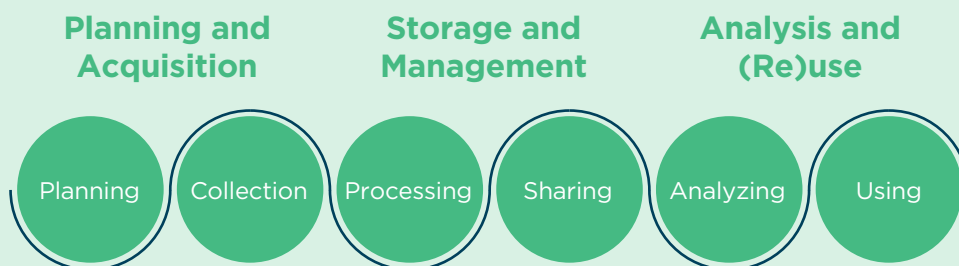 Planning and
Acquisition
Storage and
Management
Analysis and
(Re)use
Planning
Collection
Processing
Sharing
Analyzing
Using